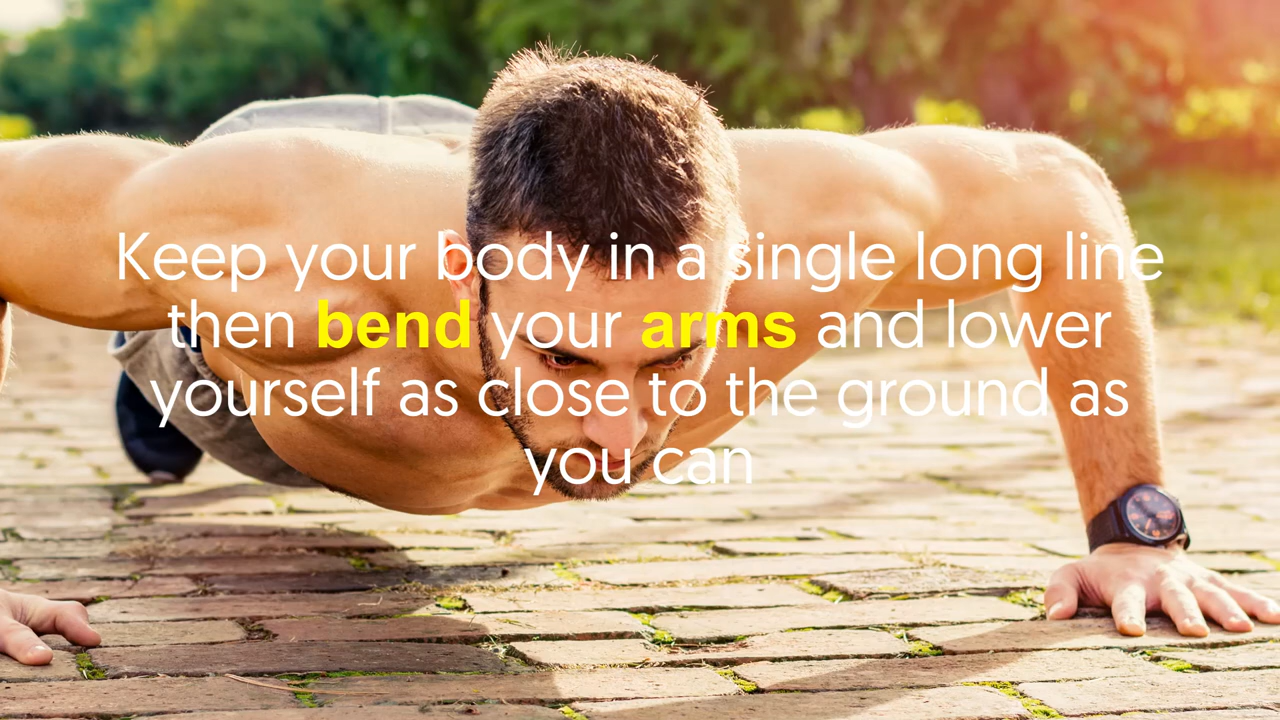 Keep your body in a single long line
then bend your arms and lower
yourself as close to the ground as
you can